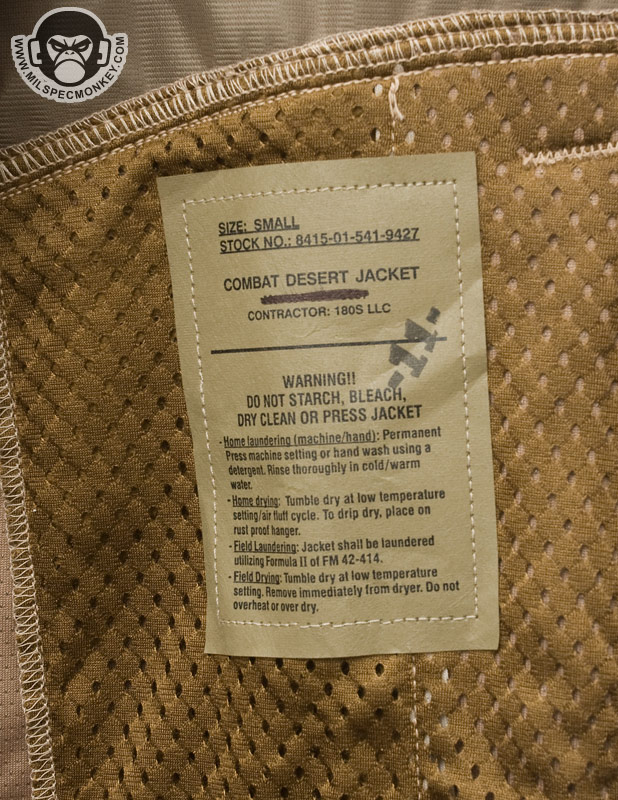 WWW.MILSPECMONKEY.COM
SIZE: SMALL
STOCK NO.: 8415-01-541-9427
COMBAT DESERT JACKET
CONTRACTOR: 180S LLC
-11-
WARNING!!
DO NOT STARCH, BLEACH,
DRY CLEAN OR PRESS JACKET
- Home laundering (machine/hand): Permanent
Press machine setting or hand wash using a
detergent. Rinse thoroughly in cold/warm
water.
- Home drying: Tumble dry at low temperature
setting/air fluff cycle. To drip dry, place on
rust proof hanger.
- Field Laundering: Jacket shall be laundered
utilizing Formula II of FM 42-414.
- Field Drying: Tumble dry at low temperature
setting. Remove immediately from dryer. Do not
overheat or over dry.